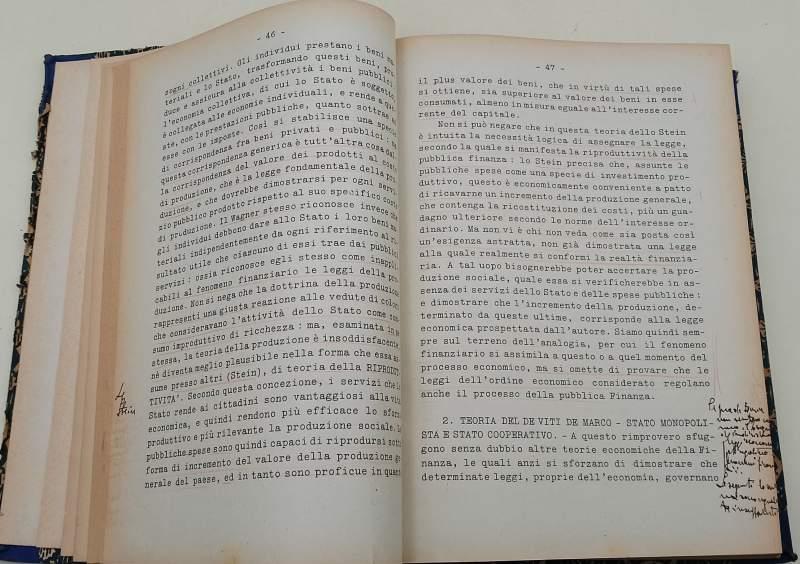 - 46 -
sogni collettivi. Gli individui prestano i beni ma-
teriali e lo Stato, trasformando questi beni, pro-
duce e assicura alla collettività i beni pubblici:
l'economia collettiva, di cui lo Stato è soggetto,
è collegata alle economie individuali, e rende a que-
ste, con le prestazioni pubbliche, quanto sottrae ad
esse con le imposte. Così si stabilisce una specie
di corrispondenza fra beni privati e pubblici: ma
questa corrispondenza generica è tutt'altra cosa dal-
la corrispondenza del valore dei prodotti al costo
di produzione, che è la legge fondamentale della pro-
duzione, e che dovrebbe dimostrarsi per ogni servi-
zio pubblico prodotto rispetto al suo specifico costo
di produzione. Il Wagner stesso riconosce invece che
gli individui debbono dare allo Stato i loro beni ma-
teriali indipendentemente da ogni riferimento al ri-
sultato utile che ciascuno di essi trae dai pubblici
servizi: ossia riconosce egli stesso come inappli-
cabili al fenomeno finanziario le leggi della pro-
duzione. Non si nega che la dottrina della produzione
rappresenti una giusta reazione alle vedute di coloro
che consideravano l'attività dello Stato come con-
sumo improduttivo di ricchezza: ma, esaminata in se
stessa, la teoria della produzione è insoddisfacente,
nè diventa meglio plausibile nella forma che essa as-
sume presso altri (Stein), di teoria della RIPRODUT-
TIVITA'. Secondo questa concezione, i servizi che lo
Stato rende ai cittadini sono vantaggiosi alla vita
economica, e quindi rendono più efficace lo sforzo
produttivo e più rilevante la produzione sociale. Le
pubbliche spese sono quindi capaci di riprodursi sotto
forma di incremento del valore della produzione ge-
nerale del paese, ed in tanto sono proficue in quanto
Stein
- 47 -
il plus valore dei beni, che in virtù di tali spese
si ottiene, sia superiore al valore dei beni in esse
consumati, almeno in misura eguale all'interesse cor-
rente del capitale.
Non si può negare che in questa teoria dello Stein
è intuita la necessità logica di assegnare la legge,
secondo la quale si manifesta la riproduttività della
pubblica finanza: lo Stein precisa che, assunte le
pubbliche spese come una specie di investimento pro-
duttivo, questo è economicamente conveniente a patto
di ricavarne un incremento della produzione generale,
che contenga la ricostituzione dei costi, più un gua-
dagno ulteriore secondo le norme dell'interesse or-
dinario. Ma non vi è chi non veda come sia posta così
un'esigenza astratta, non già dimostrata una legge
alla quale realmente si conformi la realtà finanzia-
ria. A tal uopo bisognerebbe poter accertare la pro-
duzione sociale, quale essa si verificherebbe in as-
senza dei servizi dello Stato e delle spese pubbliche:
e dimostrare che l'incremento della produzione, de-
terminato da queste ultime, corrisponde alla legge
economica prospettata dall'autore. Siamo quindi sem-
pre sul terreno dell'analogia, per cui il fenomeno
finanziario si assimila a questo o a quel momento del
processo economico, ma si omette di provare che le
leggi dell'ordine economico considerato regolano
anche il processo della pubblica Finanza.
2. TEORIA DEL DE VITI DE MARCO - STATO MONOPOLI-
STA E STATO COOPERATIVO. - A questo rimprovero sfug-
gono senza dubbio altre teorie economiche della Fi-
nanza, le quali anzi si sforzano di dimostrare che
determinate leggi, proprie dell'economia, governano